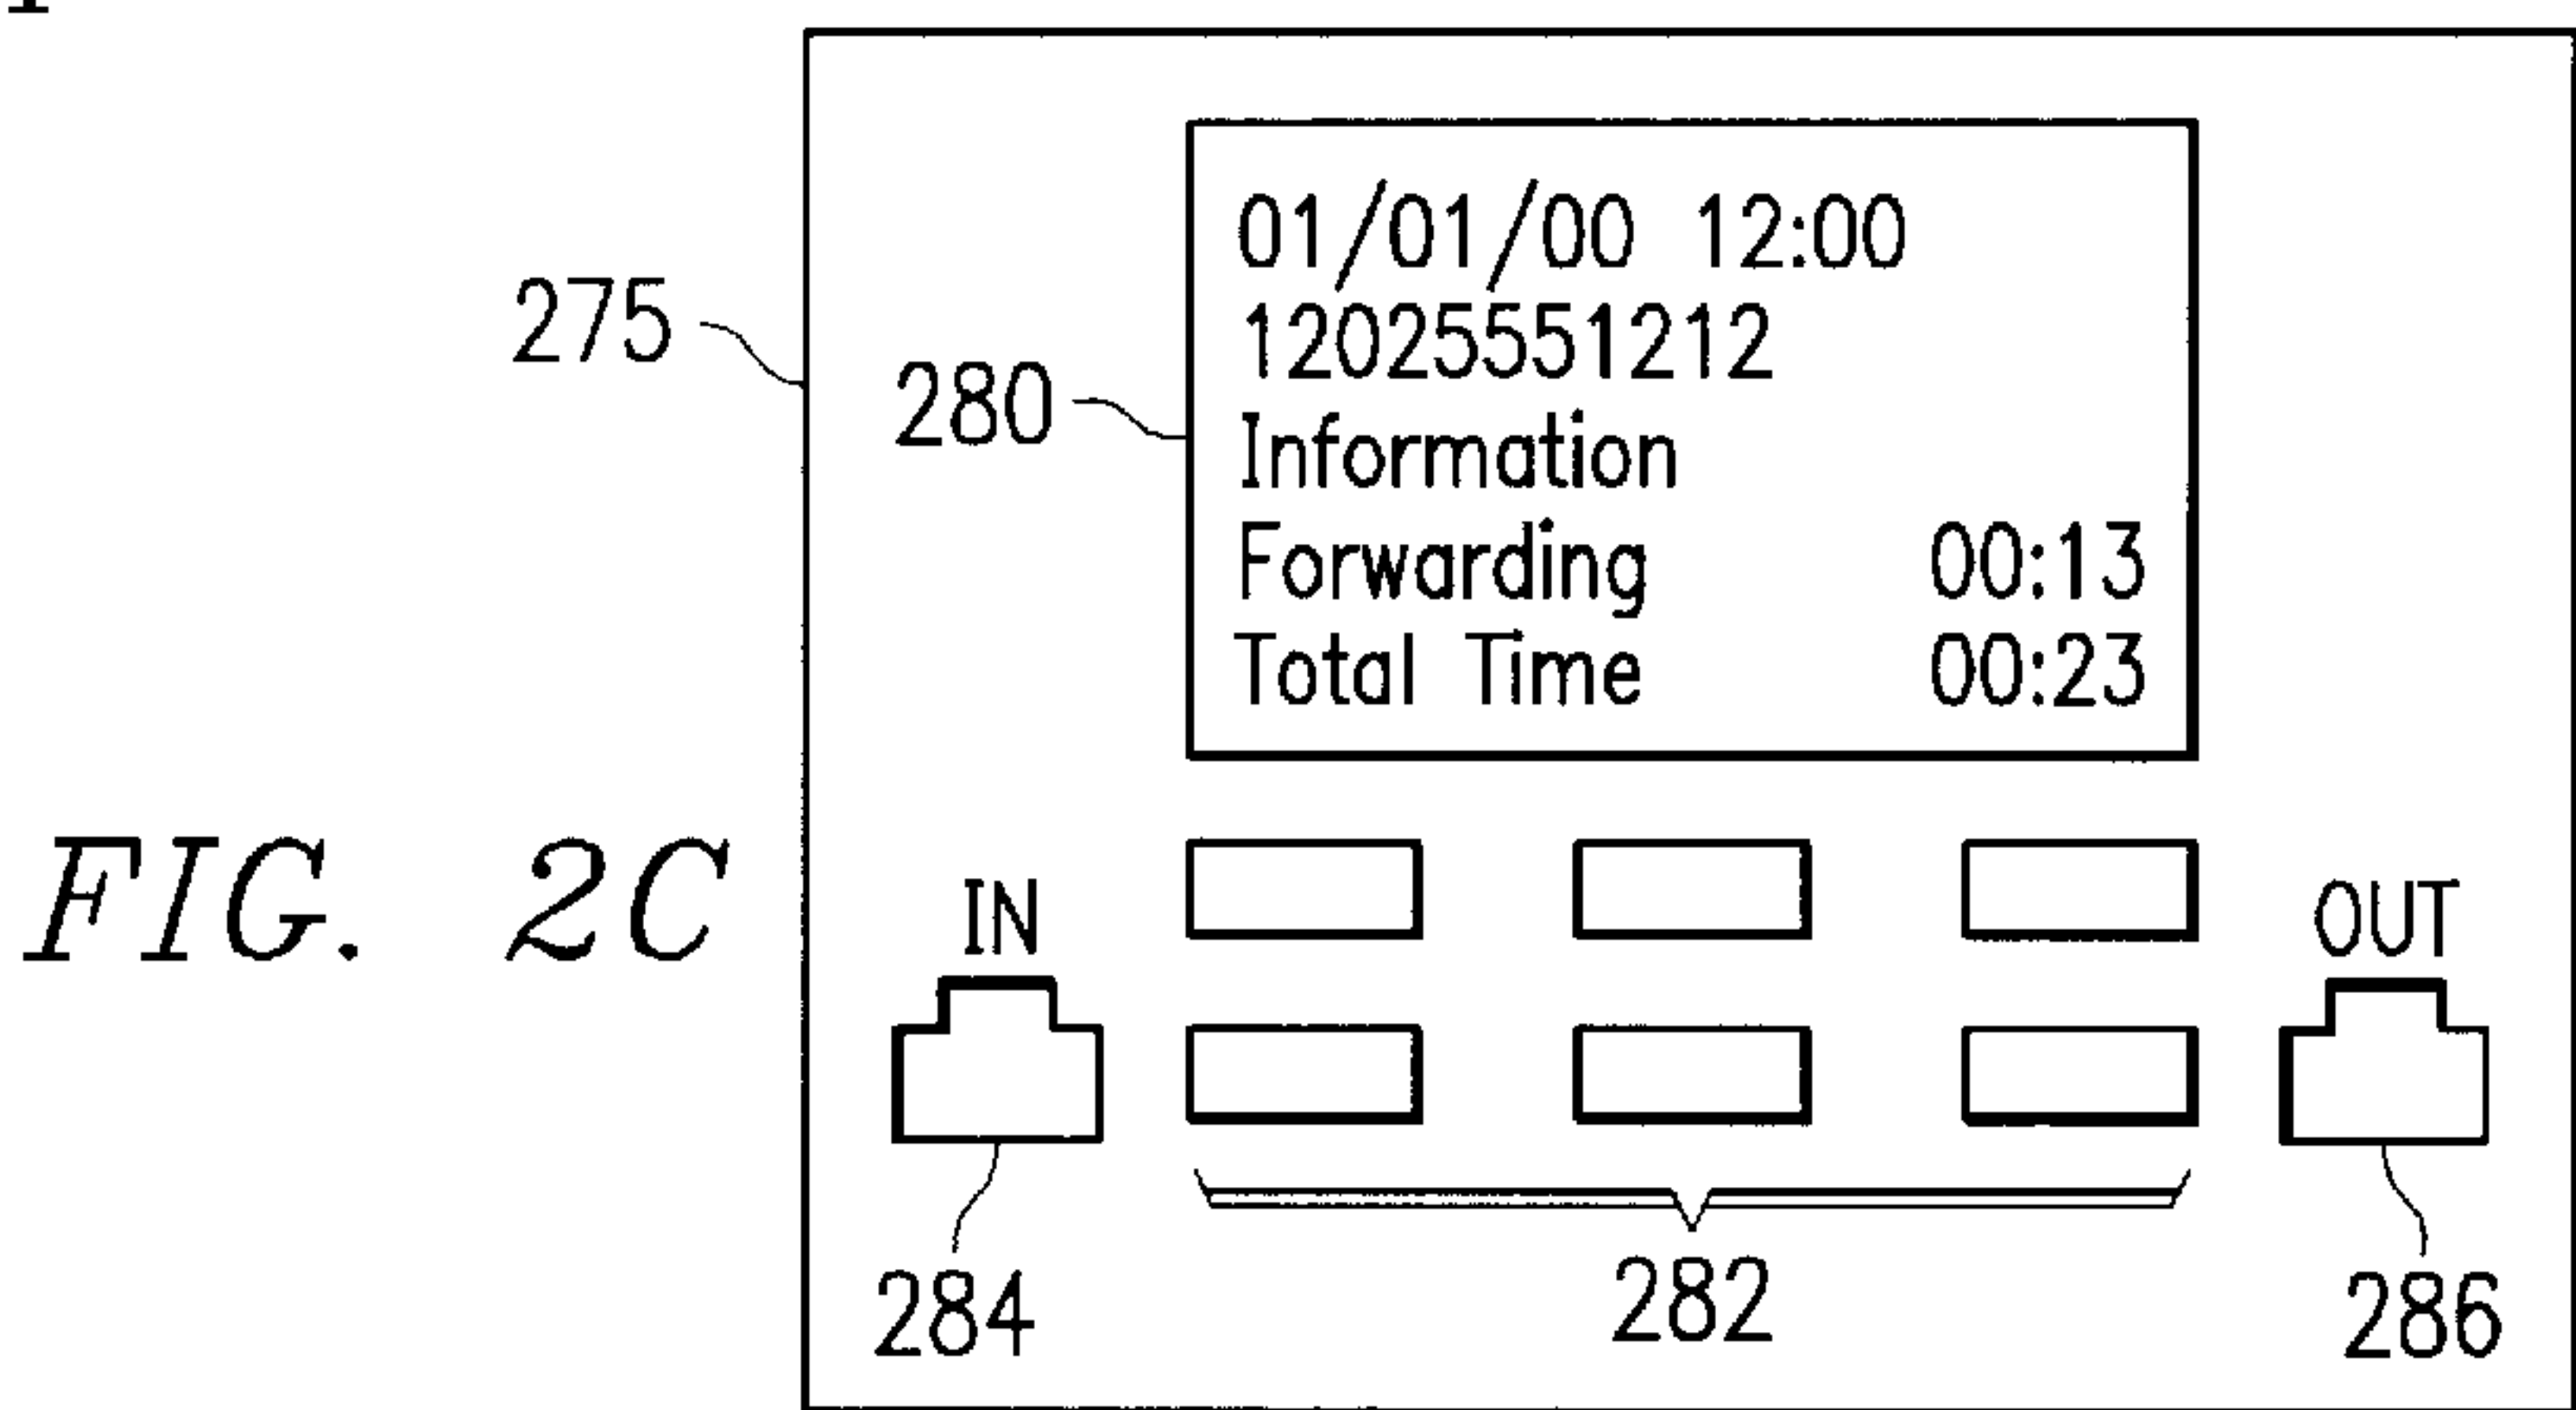 01/01/00 12:00
12025551212
Information
Forwarding 00:13
Total Time 00:23
275
280
FIG. 2C
IN
OUT
284
282
286